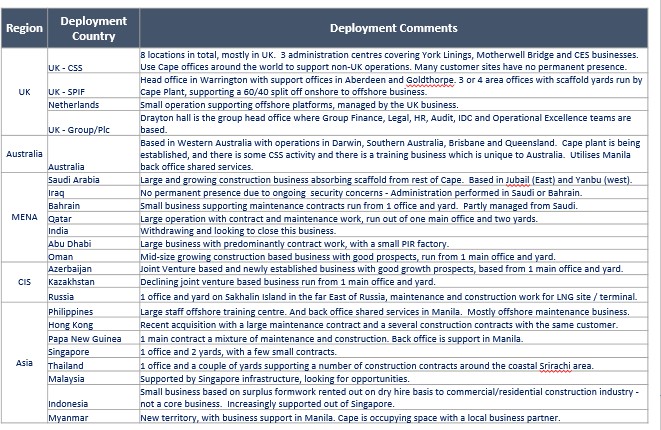 Region Deployment Country Deployment Comments
UK
UK - CSS
8 locations in total, mostly in UK. 3 administration centres covering York Linings, Motherwell Bridge and CES businesses.
Use Cape offices around the world to support non-UK operations. Many customer sites have no permanent presence.
UK - SPIF
Head office in Warrington with support offices in Aberdeen and Goldthorpe. 3 or 4 area offices with scaffold yards run by
Cape Plant, supporting a 60/40 split off onshore to offshore business.
Netherlands Small operation supporting offshore platforms, managed by the UK business.
UK - Group/Plc
Drayton hall is the group head office where Group Finance, Legal, HR, Audit, IDC and Operational Excellence teams are
based.
Australia
Australia
Based in Western Australia with operations in Darwin, Southern Australia, Brisbane and Queensland. Cape plant is being
established, and there is some CSS activity and there is a training business which is unique to Australia. Utilises Manila
back office shared services.
MENA
Saudi Arabia Large and growing construction business absorbing scaffold from rest of Cape. Based in Jubail (East) and Yanbu (west).
Iraq No permanent presence due to ongoing security concerns - Administration performed in Saudi or Bahrain.
Bahrain Small business supporting maintenance contracts run from 1 office and yard. Partly managed from Saudi.
Qatar Large operation with contract and maintenance work, run out of one main office and two yards.
India Withdrawing and looking to close this business.
Abu Dhabi Large business with predominantly contract work, with a small PIR factory.
Oman Mid-size growing construction based business with good prospects, run from 1 main office and yard.
CIS
Azerbaijan Joint Venture based and newly established business with good growth prospects, based from 1 main office and yard.
Kazakhstan Declining joint venture based business run from 1 main office and yard.
Russia 1 office and yard on Sakhalin Island in the far East of Russia, maintenance and construction work for LNG site / terminal.
Asia
Philippines Large staff offshore training centre. And back office shared services in Manila. Mostly offshore maintenance business.
Hong Kong Recent acquisition with a large maintenance contract and a several construction contracts with the same customer.
Papa New Guinea 1 main contract a mixture of maintenance and construction. Back office is support in Manila.
Singapore 1 office and 2 yards, with a few small contracts.
Thailand 1 office and a couple of yards supporting a number of construction contracts around the coastal Srirachi area.
Malaysia Supported by Singapore infrastructure, looking for opportunities.
Indonesia
Small business based on surplus formwork rented out on dry hire basis to commercial/residential construction industry -
not a core business. Increasingly supported out of Singapore.
Myanmar New territory, with business support in Manila. Cape is occupying space with a local business partner.